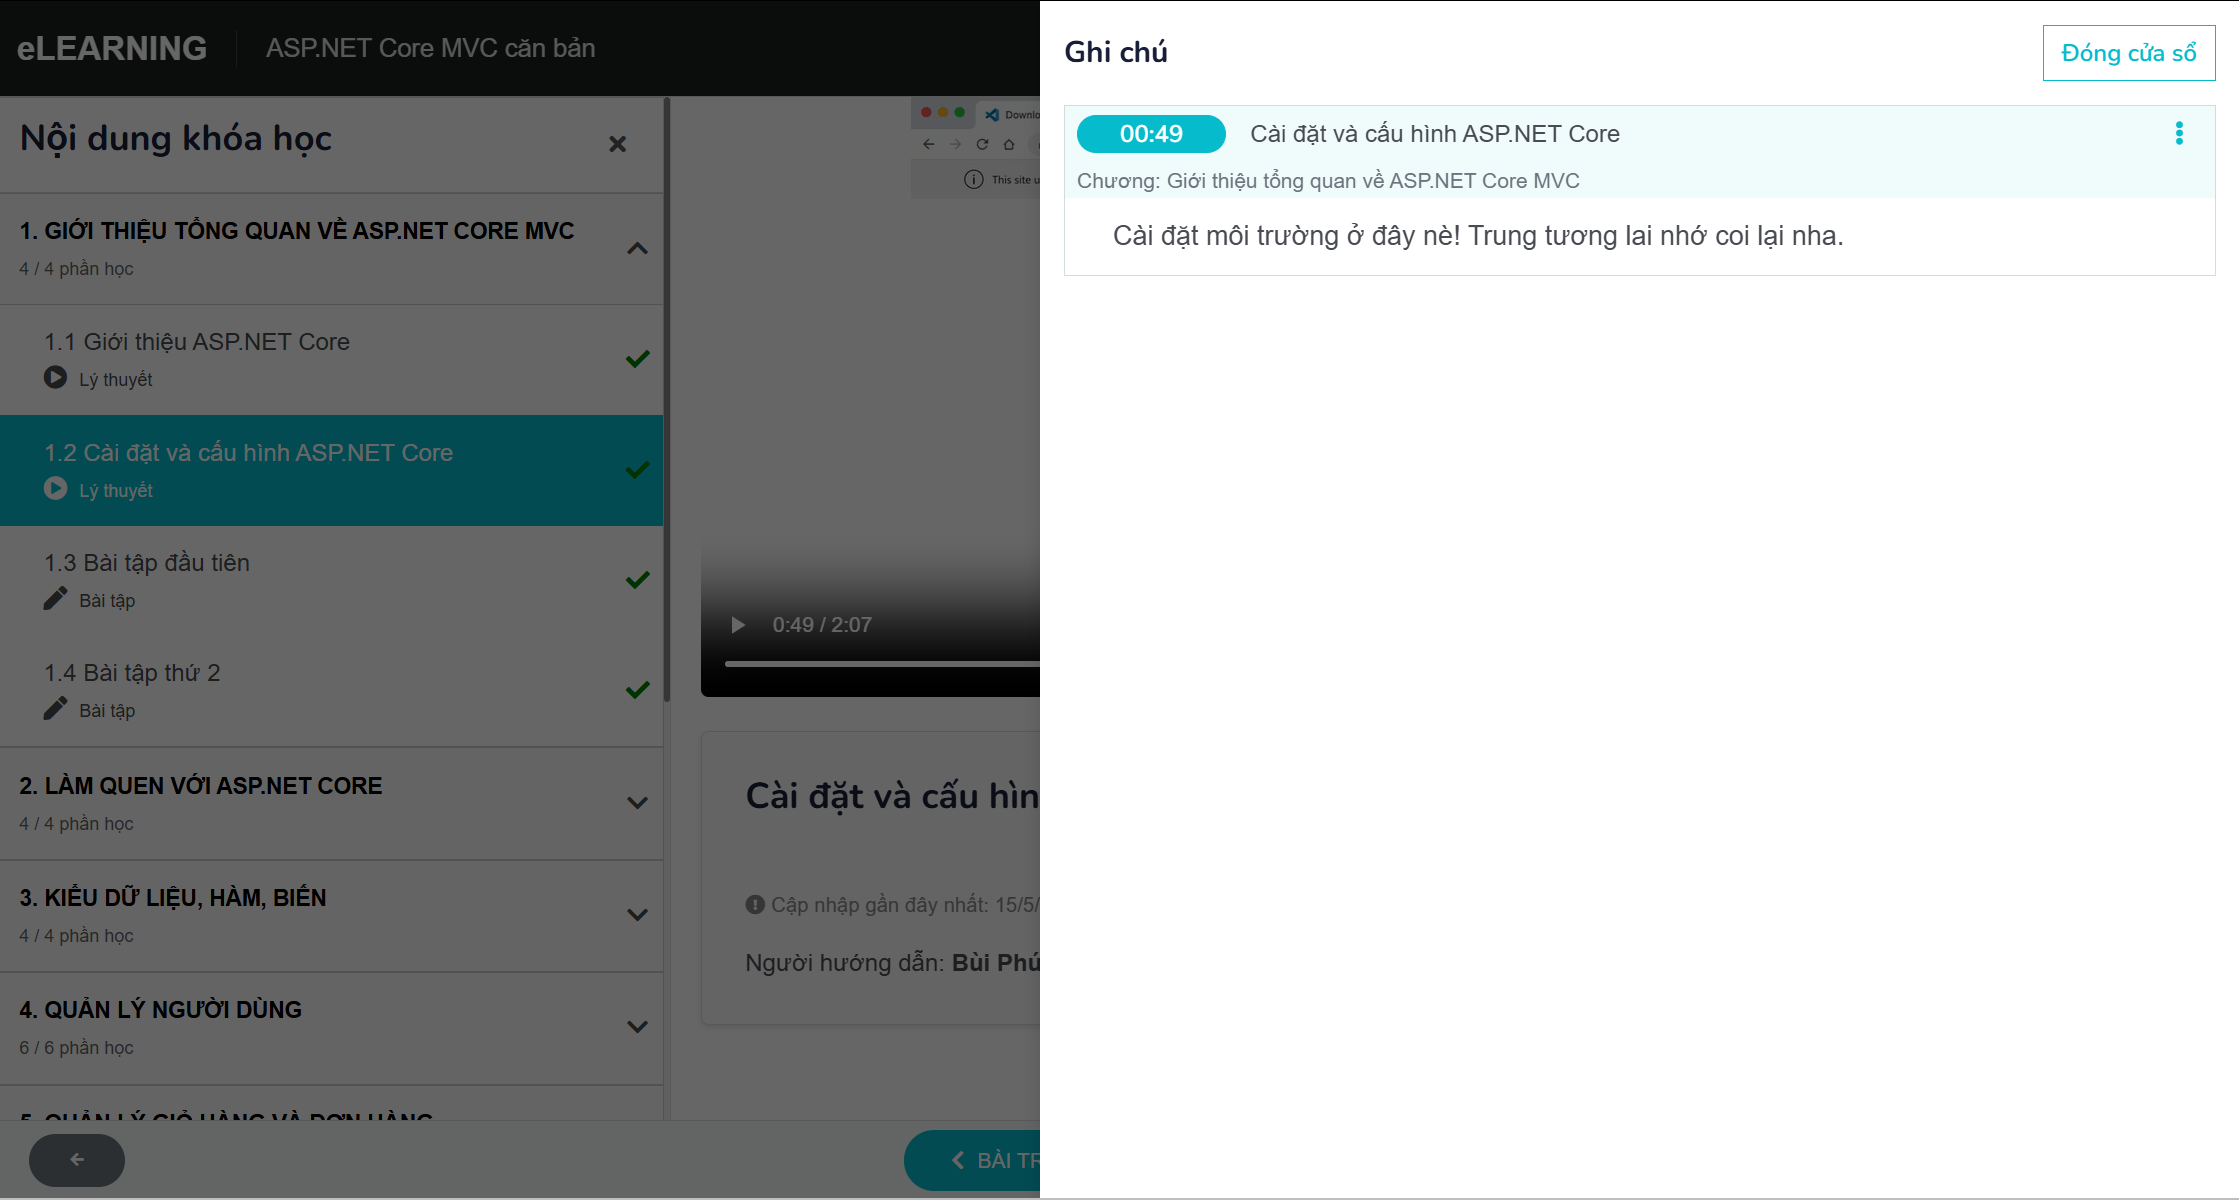 eLEARNING
ASP.NET Core MVC căn bản
Nội dung khóa học
1. GIỚI THIỆU TỔNG QUAN VỀ ASP.NET CORE MVC
4 / 4 phần học
1.1 Giới thiệu ASP.NET Core
Lý thuyết
1.2 Cài đặt và cấu hình ASP.NET Core
Lý thuyết
1.3 Bài tập đầu tiên
Bài tập
1.4 Bài tập thứ 2
Bài tập
2. LÀM QUEN VỚI ASP.NET CORE
4 / 4 phần học
3. KIỂU DỮ LIỆU, HÀM, BIẾN
4 / 4 phần học
4. QUẢN LÝ NGƯỜI DÙNG
6 / 6 phần học
5. QUẢN LÝ GIỎ HÀNG VÀ ĐƠN HÀNG
Downlo
This site u
0:49 / 2:07
Cài đặt và cấu hìn
Cập nhập gần đây nhất: 15/5/
Người hướng dẫn: Bùi Phú
BÀI TR
Ghi chú
Đóng cửa sổ
00:49
Cài đặt và cấu hình ASP.NET Core
Chương: Giới thiệu tổng quan về ASP.NET Core MVC
Cài đặt môi trường ở đây nè! Trung tương lai nhớ coi lại nha.